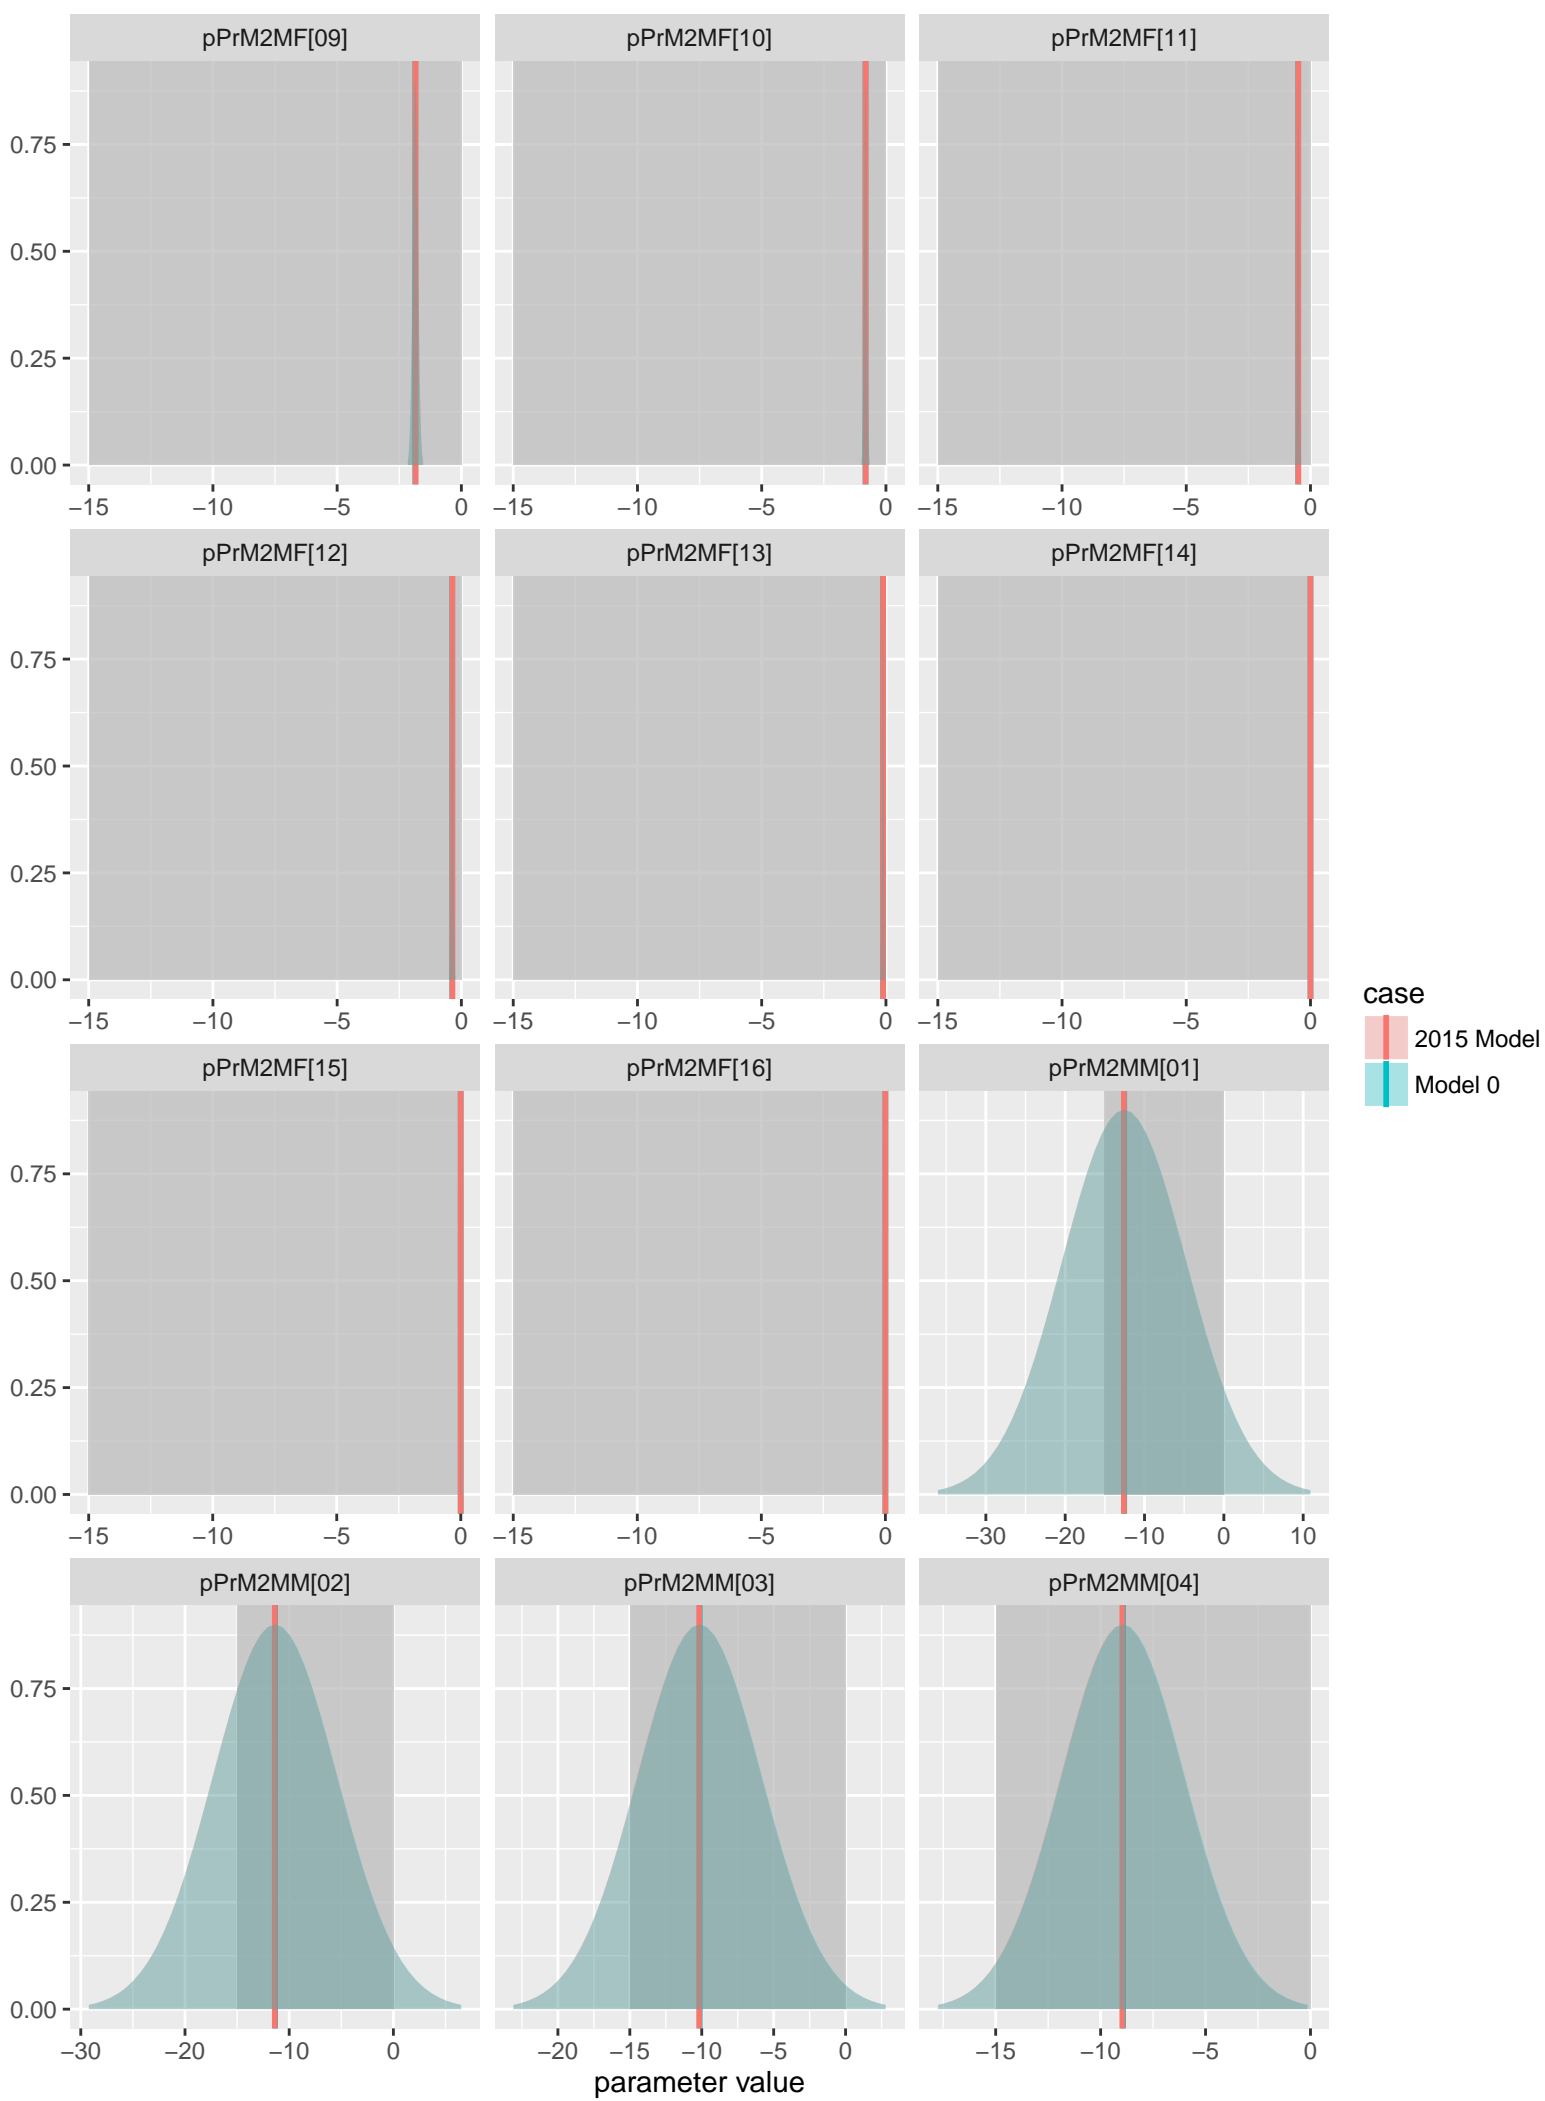 pPrM2MF[09] pPrM2MF[10] pPrM2MF[11]
0.75
0.50
0.25
0.00
−15 −10 −5 0 −15 −10 −5 0 −15 −10 −5 0
pPrM2MF[12] pPrM2MF[13] pPrM2MF[14]
0.75
0.50
0.25
0.00
−15 −10 −5 0 −15 −10 −5 0 −15 −10 −5 0
case
2015 Model
Model 0
pPrM2MF[15] pPrM2MF[16] pPrM2MM[01]
0.75
0.50
0.25
0.00
−15 −10 −5 0 −15 −10 −5 0 −30 −20 −10 0 10
pPrM2MM[02] pPrM2MM[03] pPrM2MM[04]
0.75
0.50
0.25
0.00
−30 −20 −10 0 −20 −15 −10 −5 0 −15 −10 −5 0
parameter value